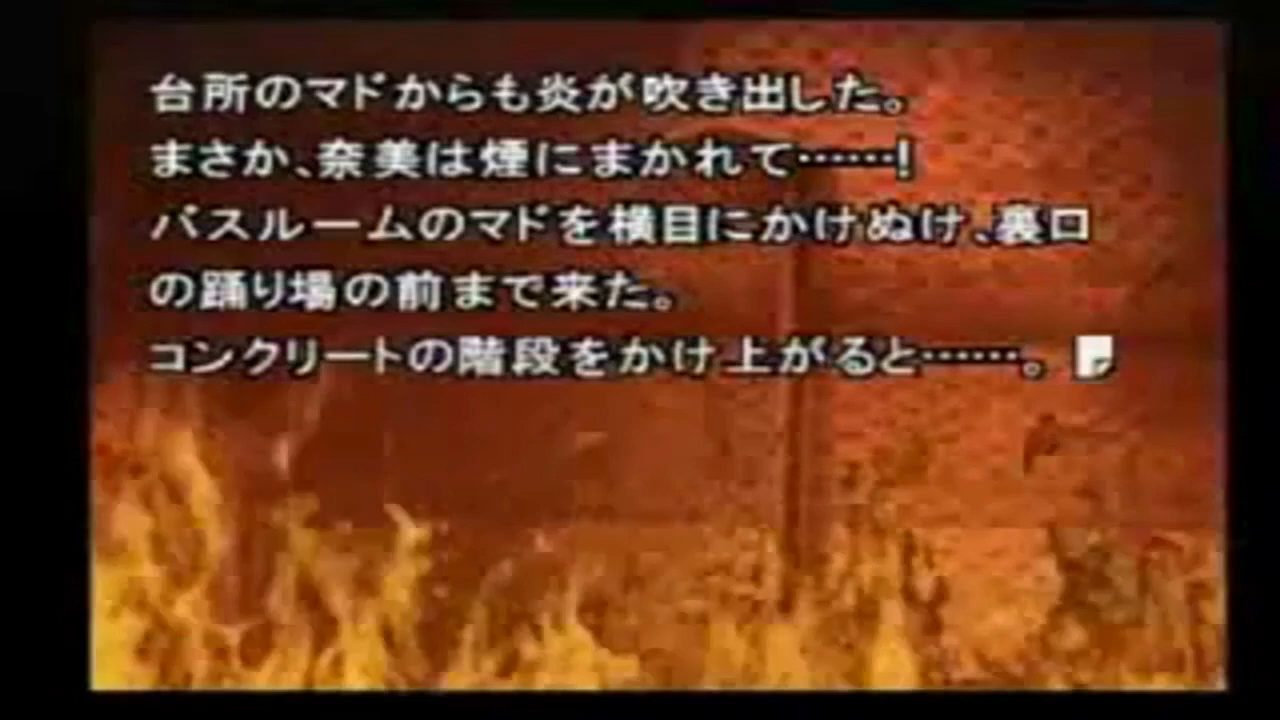 台所のマドからも炎が吹き出した。
まさか、奈美は煙にまかれて……！
バスルームのマドを横目にかけぬけ、裏口
の踊り場の前まで来た。
コンクリートの階段をかけ上がると……。